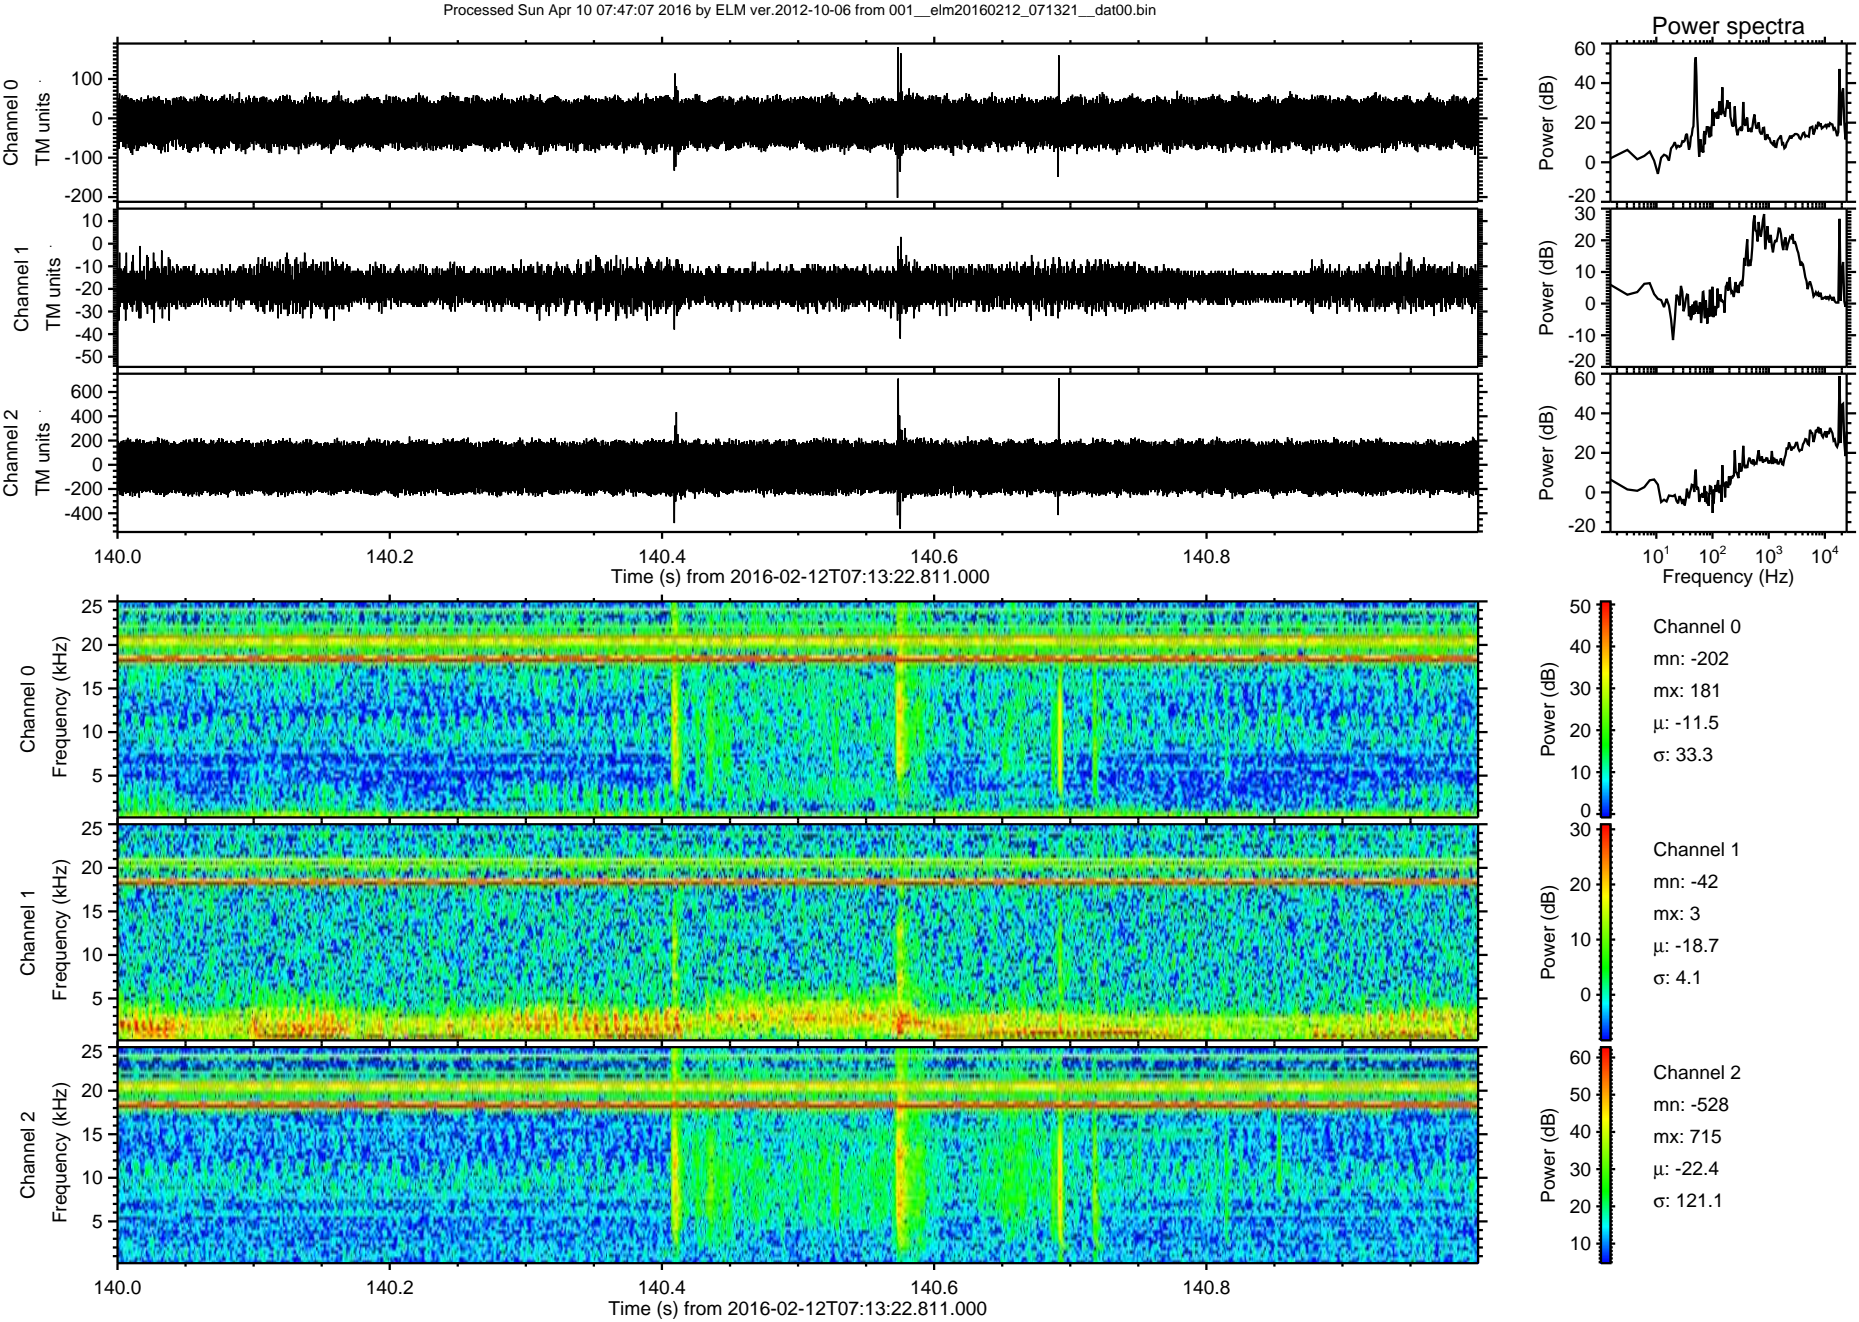 Processed Sun Apr 10 07:47:07 2016 by ELM ver.2012-10-06 from 001__elm20160212_071321__dat00.bin
Power spectra
Channel 0
TM units
100
0
-100
-200
Power (dB)
60
40
20
0
-20
Channel 1
TM units
10
0
-10
-20
-30
-40
-50
Power (dB)
30
20
10
0
-10
-20
Channel 2
TM units
600
400
200
0
-200
-400
Power (dB)
60
40
20
0
-20
140.0 140.2 140.4 140.6 140.8
Time (s) from 2016-02-12T07:13:22.811.000
10^1 10^2 10^3 10^4
Frequency (Hz)
Channel 0
Frequency (kHz)
25
20
15
10
5
Power (dB)
50
40
30
20
10
0
Channel 0
mn: -202
mx: 181
μ: -11.5
σ: 33.3
Channel 1
Frequency (kHz)
25
20
15
10
5
Power (dB)
30
20
10
0
Channel 1
mn: -42
mx: 3
μ: -18.7
σ: 4.1
Channel 2
Frequency (kHz)
25
20
15
10
5
Power (dB)
60
50
40
30
20
10
Channel 2
mn: -528
mx: 715
μ: -22.4
σ: 121.1
140.0 140.2 140.4 140.6 140.8
Time (s) from 2016-02-12T07:13:22.811.000